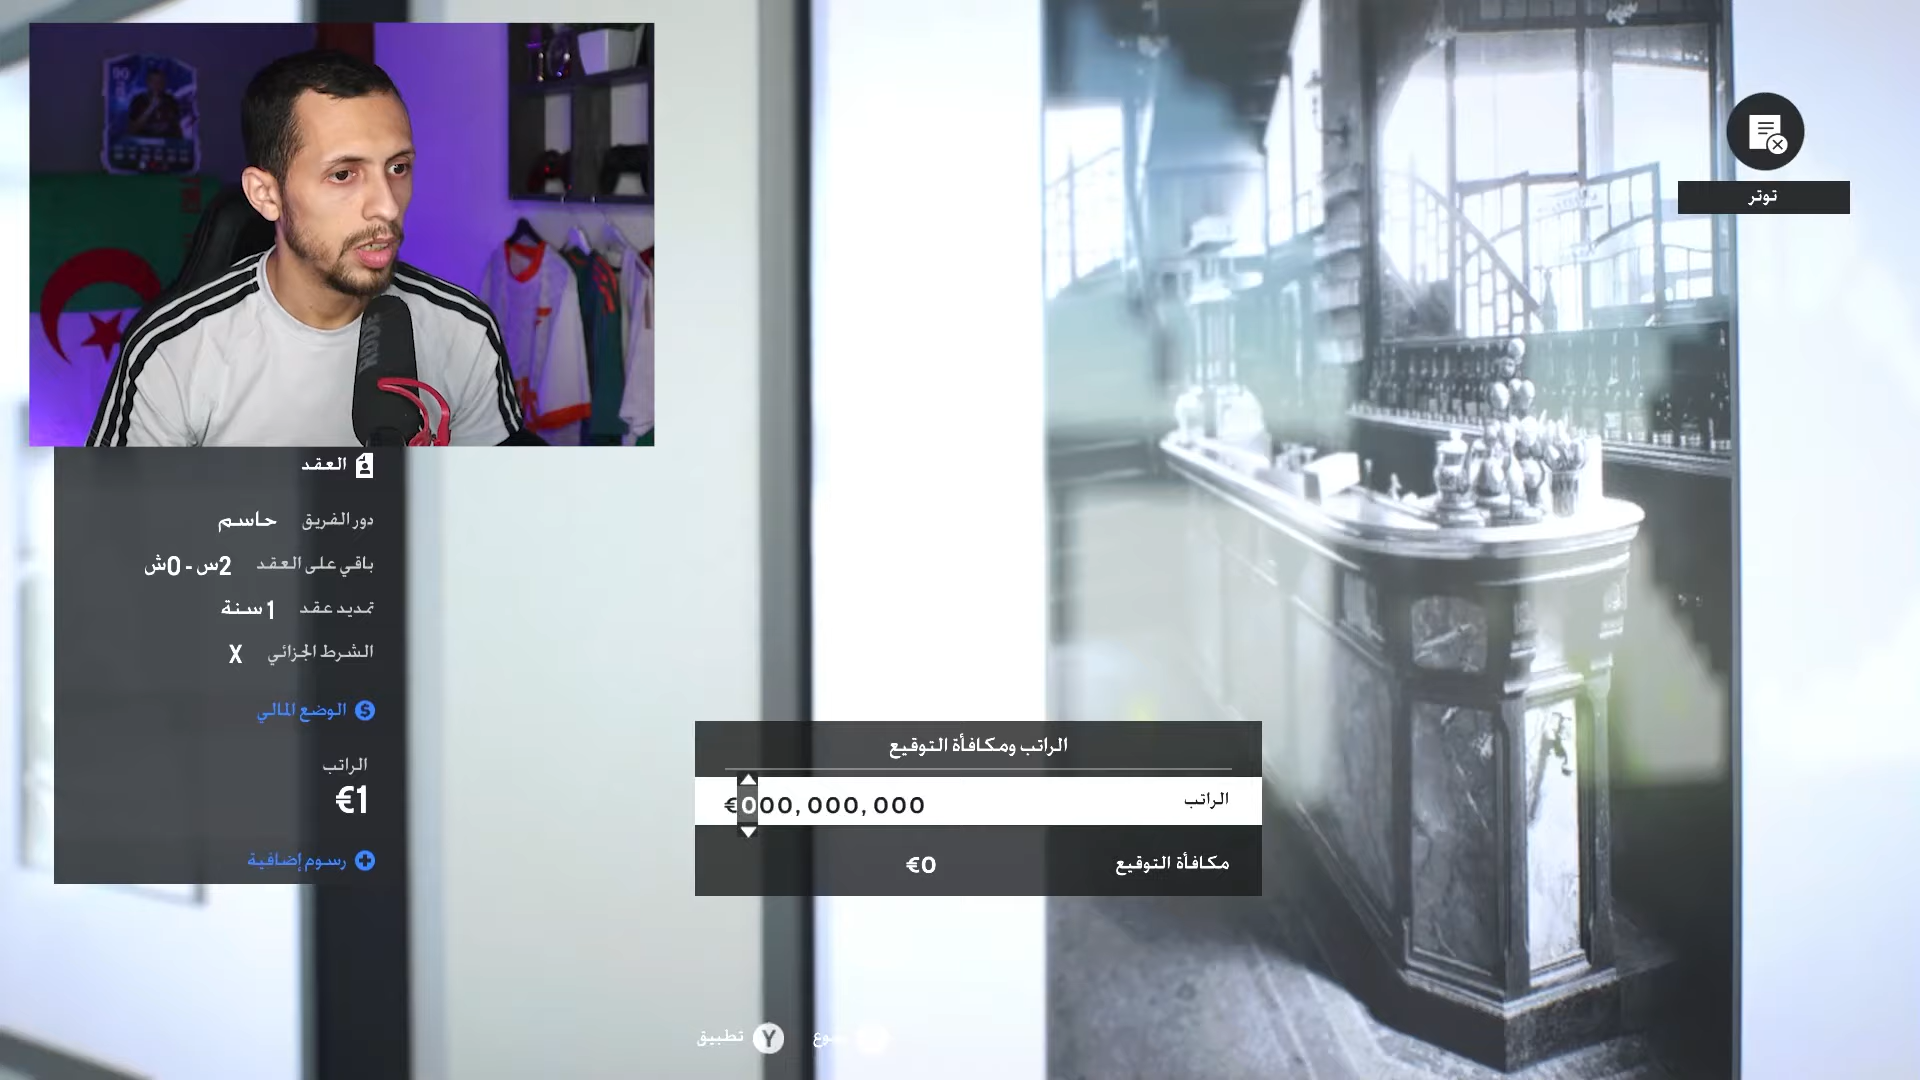 توتر
العقد
دور الفريق حاسم
باقي على العقد 2س - 0ش
تمديد عقد 1 سنة
الشرط الجزائي X
الوضع المالي
الراتب
€1
رسوم إضافية
الراتب ومكافأة التوقيع
الراتب €000,000,000
مكافأة التوقيع €0
Y تطبيق